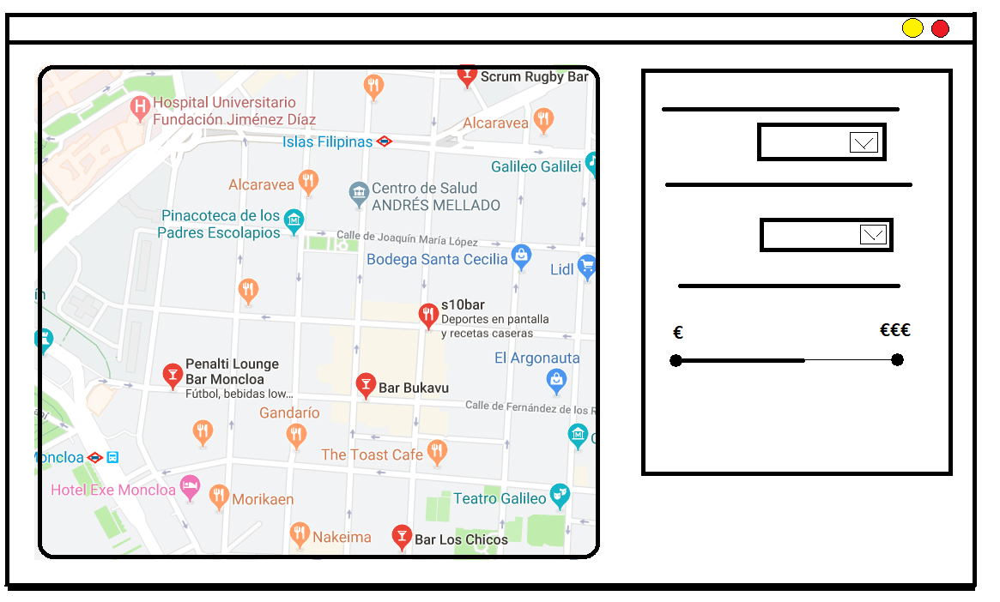 Scrum Rugby Bar
Hospital Universitario
Fundación Jiménez Díaz
Alcaravea
Islas Filipinas
Galileo Galilei
Alcaravea
Centro de Salud
ANDRÉS MELLADO
Pinacoteca de los
Padres Escolapios
Calle de Joaquín María López
Bodega Santa Cecilia
Lidl
s10bar
Deportes en pantalla
y recetas caseras
€
€€€
El Argonauta
Penalti Lounge
Bar Moncloa
Fútbol, bebidas low...
Bar Bukavu
Calle de Fernández de los R
Gandarío
The Toast Cafe
Moncloa
Hotel Exe Moncloa
Morikaen
Teatro Galileo
Nakeima
Bar Los Chicos